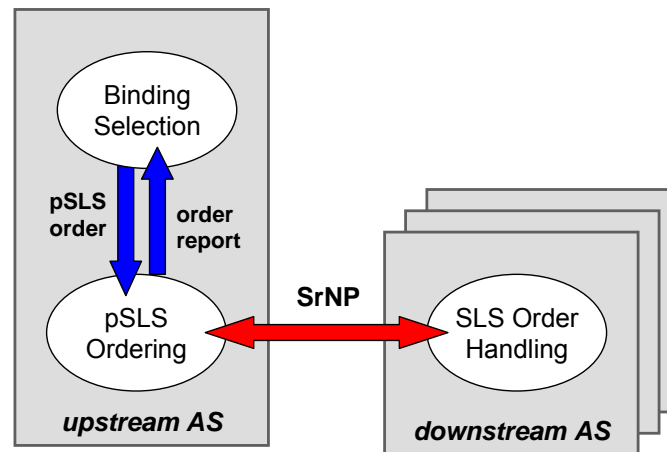 Binding
Selection
pSLS
order
order
report
SrNP
pSLS
Ordering
SLS Order
Handling
upstream AS
downstream AS